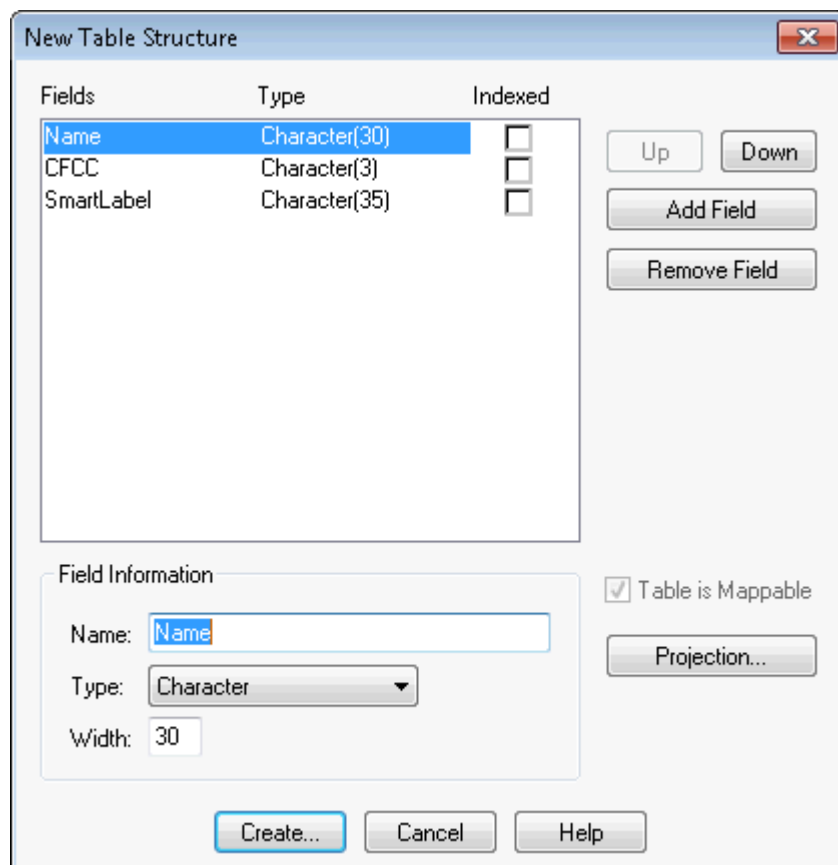 New Table Structure
Fields Type Indexed
Name Character(30)
CFCC Character(3)
SmartLabel Character(35)
Up Down
Add Field
Remove Field
Field Information
Table is Mappable
Name: Name
Projection...
Type: Character
Width: 30
Create... Cancel Help